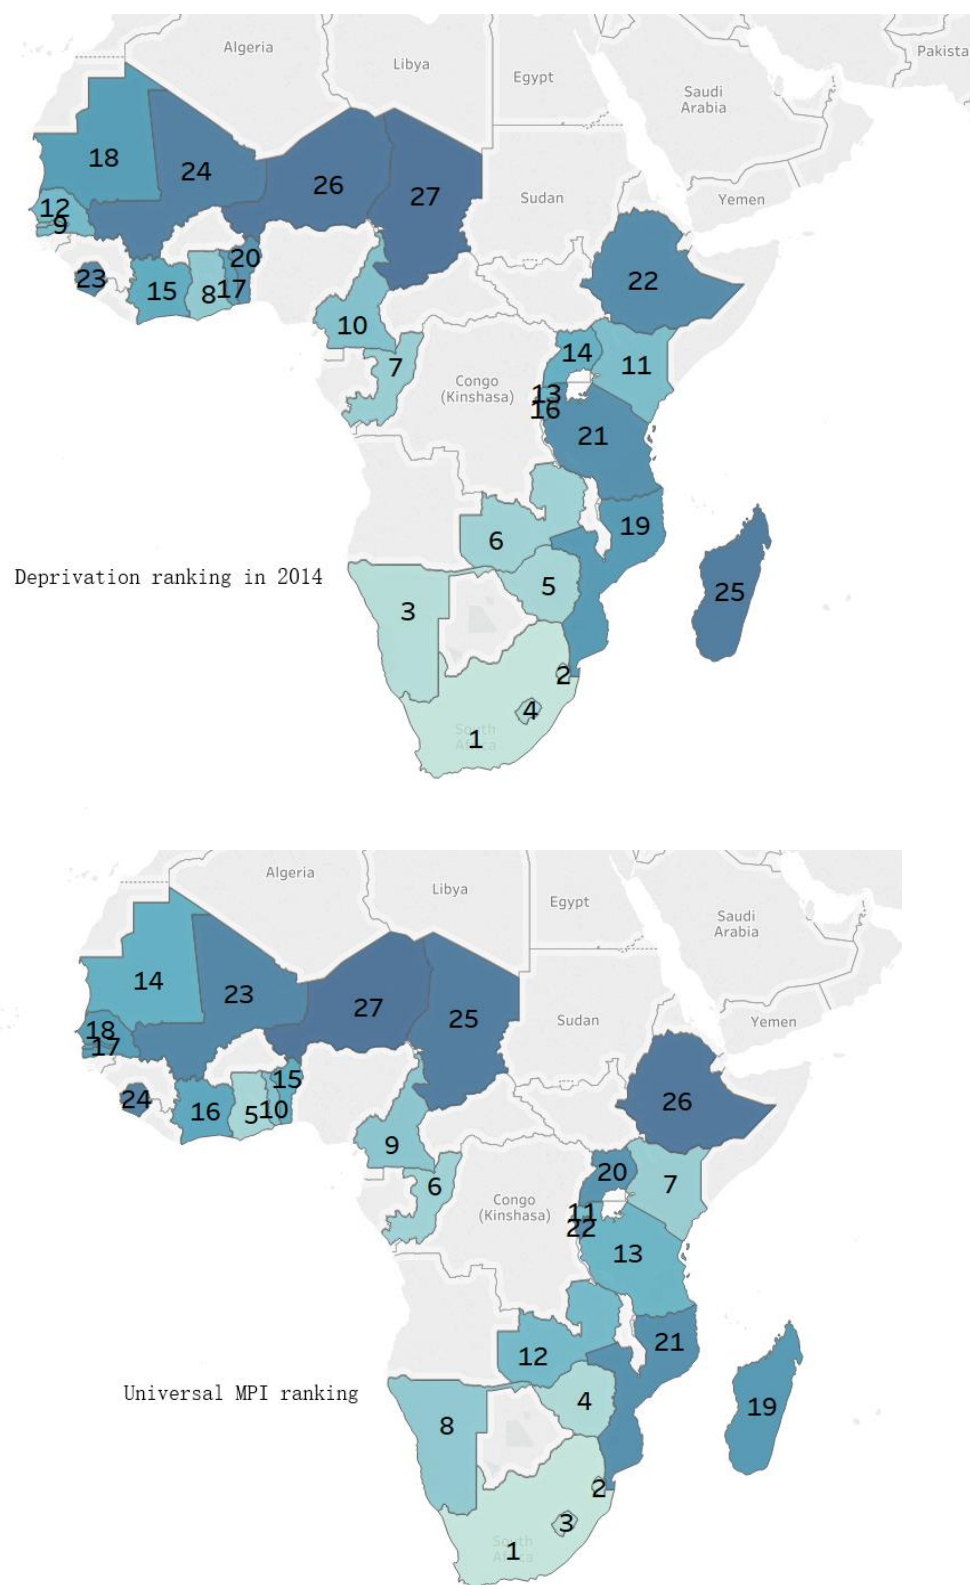 Algeria
Libya
Egypt
Pakista
Saudi
Arabia
18
24
26
27
Sudan
Yemen
12
9
23
15
8
17
20
22
10
14
11
7
Congo
(Kinshasa)
13
16
21
6
19
Deprivation ranking in 2014
5
25
3
2
4
South
Africa
1
Algeria
Libya
Egypt
Saudi
Arabia
14
23
27
25
Sudan
Yemen
18
17
24
16
5
10
15
26
9
20
7
6
Congo
(Kinshasa)
11
22
13
12
21
Universal MPI ranking
8
4
19
2
3
South
Africa
1